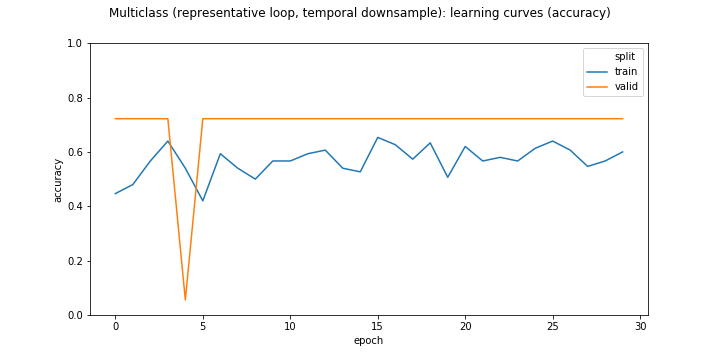 Multiclass (representative loop, temporal downsample): learning curves (accuracy)
1.0
0.8
0.6
0.4
0.2
0.0
accuracy
split
train
valid
0 5 10 15 20 25 30
epoch